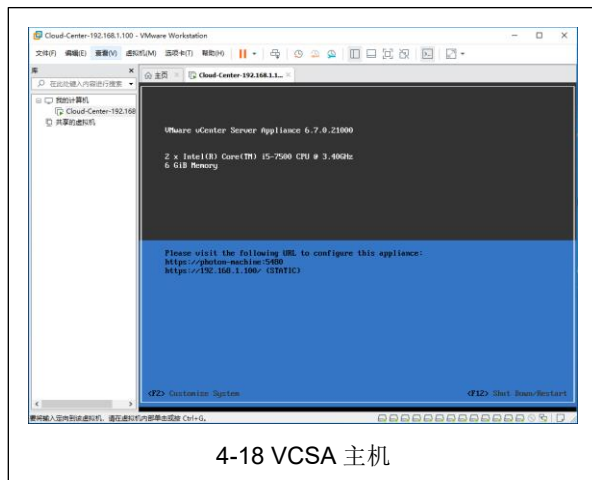 Cloud-Center-192.168.1.100 - VMware Workstation
文件(F) 编辑(E) 查看(V) 虚拟机(M) 选项卡(T) 帮助(H)
库
在此处键入内容进行搜索
主页
Cloud-Center-192.168.1.1...
我的计算机
Cloud-Center-192.168
共享的虚拟机
VMware vCenter Server Appliance 6.7.0.21000
2 x Intel(R) Core(TM) i5-7500 CPU @ 3.40GHz
6 GiB Memory
Please visit the following URL to configure this appliance:
https://photon-machine:5480
https://192.168.1.100/ (STATIC)
<F2> Customize System
<F12> Shut Down/Restart
要将输入定向到该虚拟机，请在虚拟机内部单击或按 Ctrl+G。
4-18 VCSA 主机